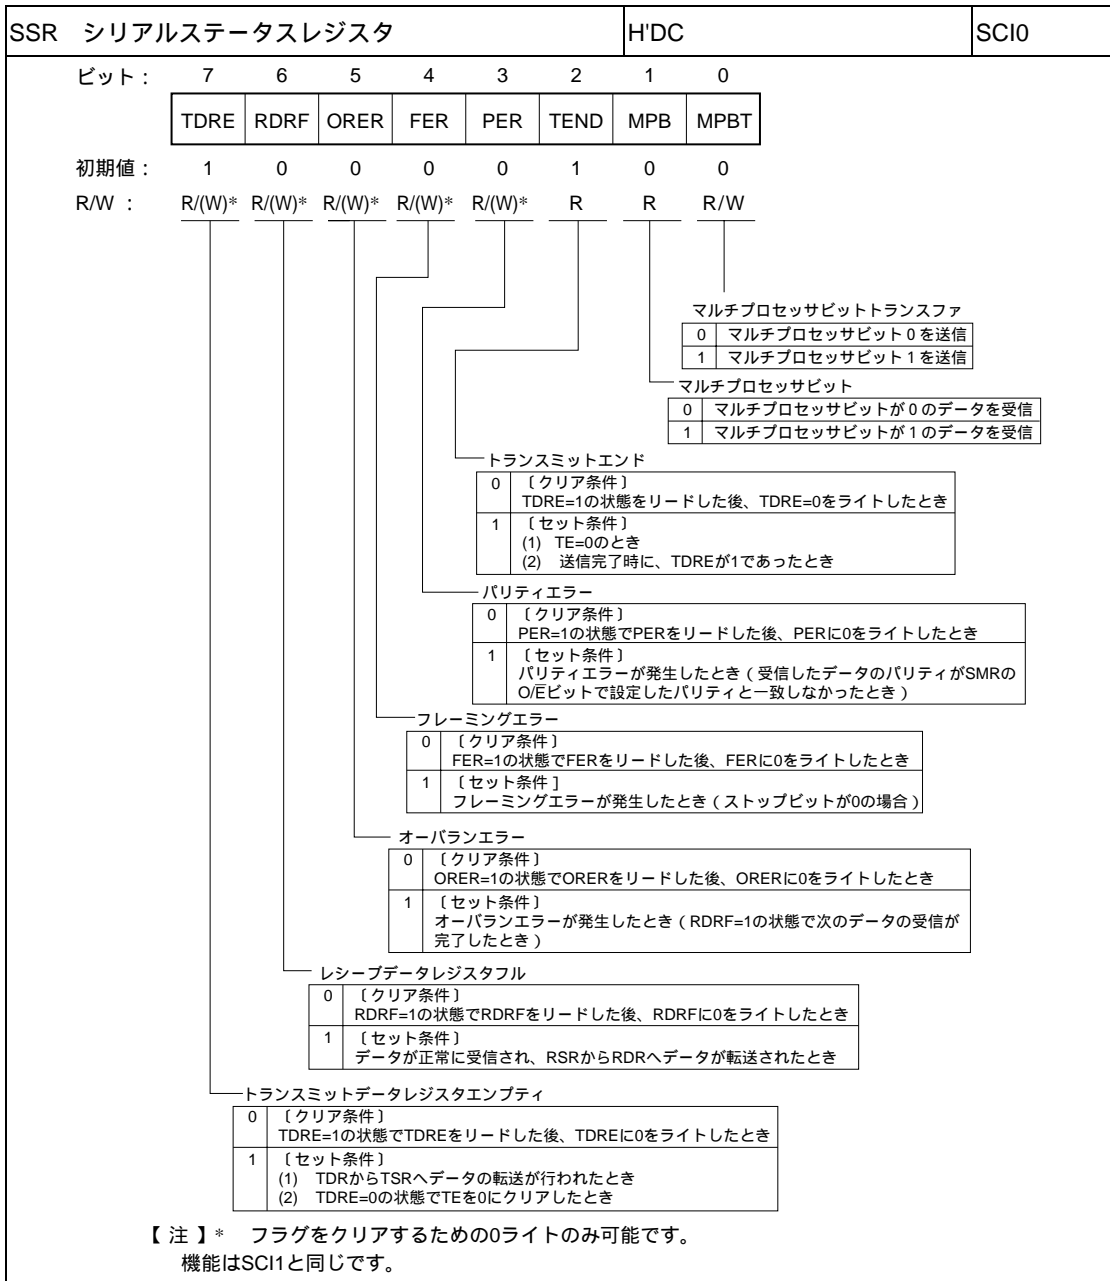 SSR　シリアルステータスレジスタ H'DC SCI0
ビット： 7 6 5 4 3 2 1 0
TDRE RDRF ORER FER PER TEND MPB MPBT
初期値： 1 0 0 0 0 1 0 0
R/W ： R/(W)* R/(W)* R/(W)* R/(W)* R/(W)* R R R/W
マルチプロセッサビットトランスファ
0 マルチプロセッサビット0を送信
1 マルチプロセッサビット1を送信
マルチプロセッサビット
0 マルチプロセッサビットが0のデータを受信
1 マルチプロセッサビットが1のデータを受信
トランスミットエンド
0 〔クリア条件〕
TDRE=1の状態をリードした後、TDRE=0をライトしたとき
1 〔セット条件〕
(1) TE=0のとき
(2) 送信完了時に、TDREが1であったとき
パリティエラー
0 〔クリア条件〕
PER=1の状態でPERをリードした後、PERに0をライトしたとき
1 〔セット条件〕
パリティエラーが発生したとき（受信したデータのパリティがSMRの
O/E̅ビットで設定したパリティと一致しなかったとき）
フレーミングエラー
0 〔クリア条件〕
FER=1の状態でFERをリードした後、FERに0をライトしたとき
1 〔セット条件]
フレーミングエラーが発生したとき（ストップビットが0の場合）
オーバランエラー
0 〔クリア条件〕
ORER=1の状態でORERをリードした後、ORERに0をライトしたとき
1 〔セット条件〕
オーバランエラーが発生したとき（RDRF=1の状態で次のデータの受信が
完了したとき）
レシーブデータレジスタフル
0 〔クリア条件〕
RDRF=1の状態でRDRFをリードした後、RDRFに0をライトしたとき
1 〔セット条件〕
データが正常に受信され、RSRからRDRへデータが転送されたとき
トランスミットデータレジスタエンプティ
0 〔クリア条件〕
TDRE=1の状態でTDREをリードした後、TDREに0をライトしたとき
1 〔セット条件〕
(1) TDRからTSRへデータの転送が行われたとき
(2) TDRE=0の状態でTEを0にクリアしたとき
【注】* フラグをクリアするための0ライトのみ可能です。
機能はSCI1と同じです。